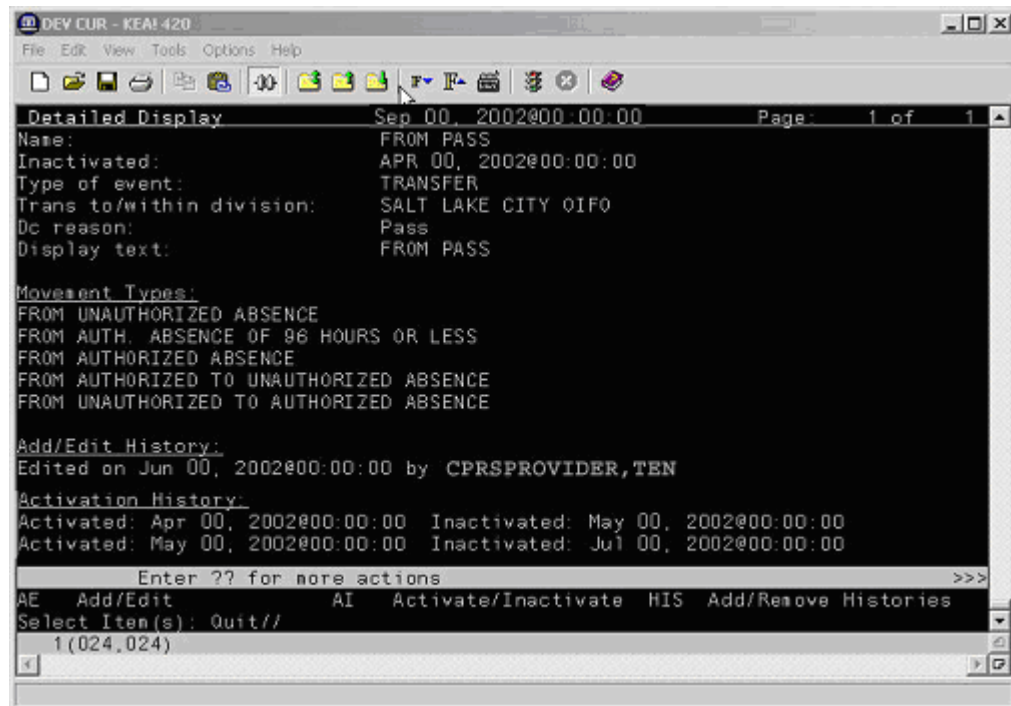 DEV CUR - KEA! 420
File Edit View Tools Options Help
Detailed Display Sep 00, 2002@00:00:00 Page: 1 of 1
Name: FROM PASS
Inactivated: APR 00, 2002@00:00:00
Type of event: TRANSFER
Trans to/within division: SALT LAKE CITY OIFO
Dc reason: Pass
Display text: FROM PASS
Movement Types:
FROM UNAUTHORIZED ABSENCE
FROM AUTH. ABSENCE OF 96 HOURS OR LESS
FROM AUTHORIZED ABSENCE
FROM AUTHORIZED TO UNAUTHORIZED ABSENCE
FROM UNAUTHORIZED TO AUTHORIZED ABSENCE
Add/Edit History:
Edited on Jun 00, 2002@00:00:00 by CPRSPROVIDER,TEN
Activation History:
Activated: Apr 00, 2002@00:00:00 Inactivated: May 00, 2002@00:00:00
Activated: May 00, 2002@00:00:00 Inactivated: Jul 00, 2002@00:00:00
Enter ?? for more actions >>>
AE Add/Edit AI Activate/Inactivate HIS Add/Remove Histories
Select Item(s): Quit//
1(024,024)